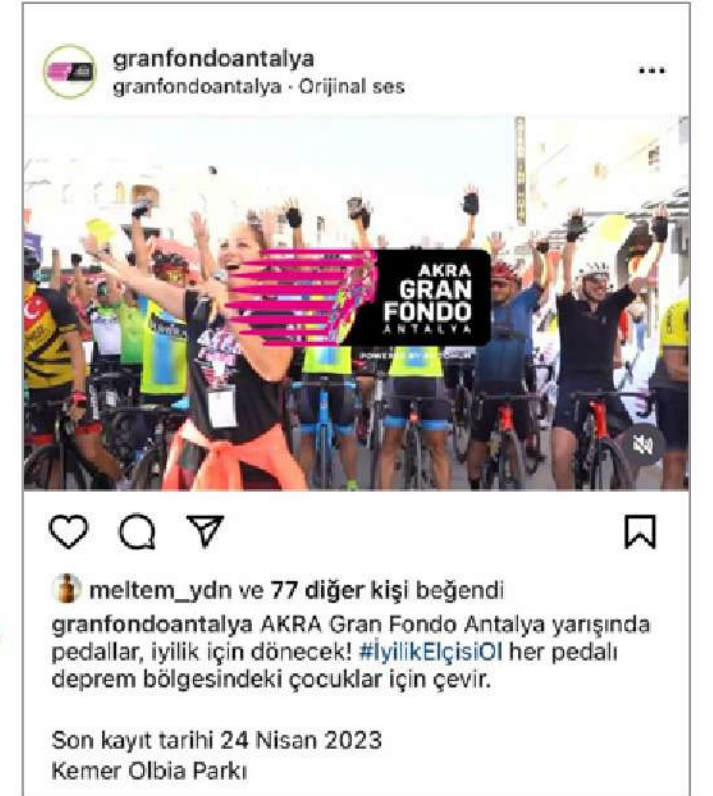 granfondoantalya
granfondoantalya · Orijinal ses
AKRA
GRAN
FONDO
ANTALYA
POWERED BY
meltem_ydn ve 77 diğer kişi beğendi
granfondoantalya AKRA Gran Fondo Antalya yarışında
pedallar, iyilik için dönecek! #İyilikElçisiOl her pedalı
deprem bölgesindeki çocuklar için çevir.
Son kayıt tarihi 24 Nisan 2023
Kemer Olbia Parkı